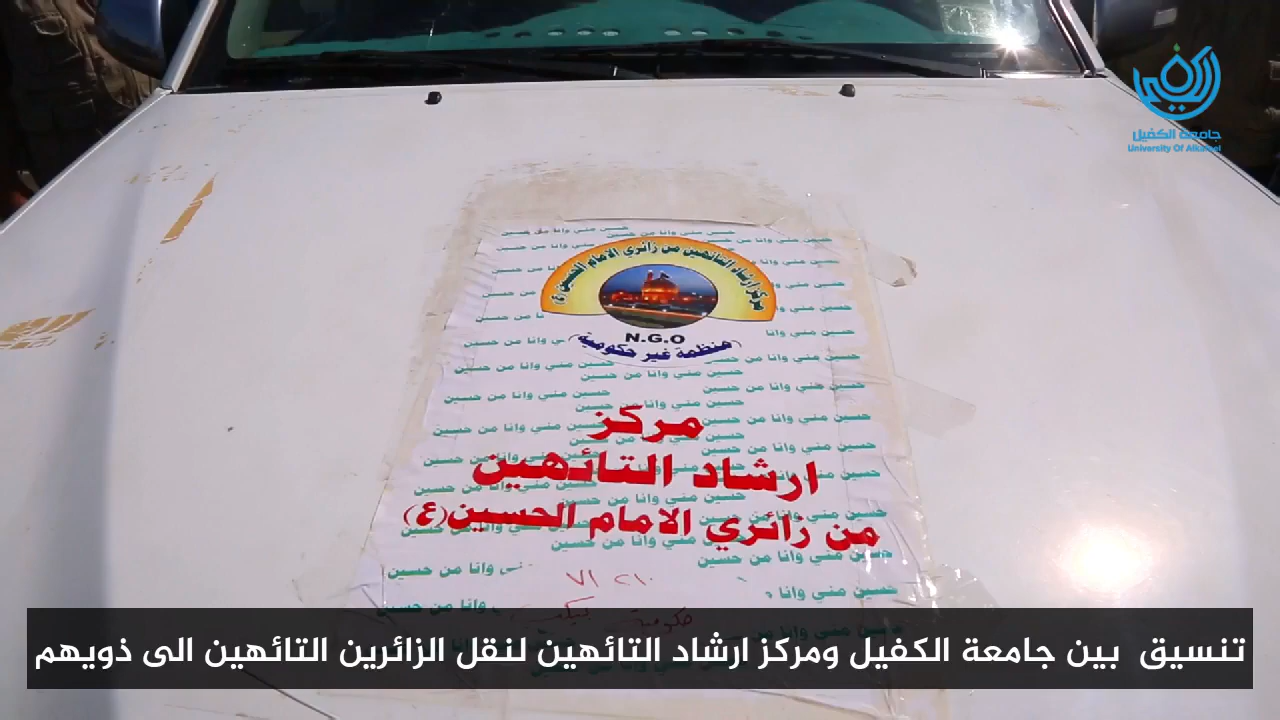 جامعة الكفيل
University Of Alkafeel
حسين مني وانا من حسين
مركز ارشاد التائهين من زائري الامام الحسين (ع)
N.G.O
(منظمة غير حكومية)
مركز
ارشاد التائهين
من زائري الامام الحسين(ع)
حكومية
تنسيق بين جامعة الكفيل ومركز ارشاد التائهين لنقل الزائرين التائهين الى ذويهم